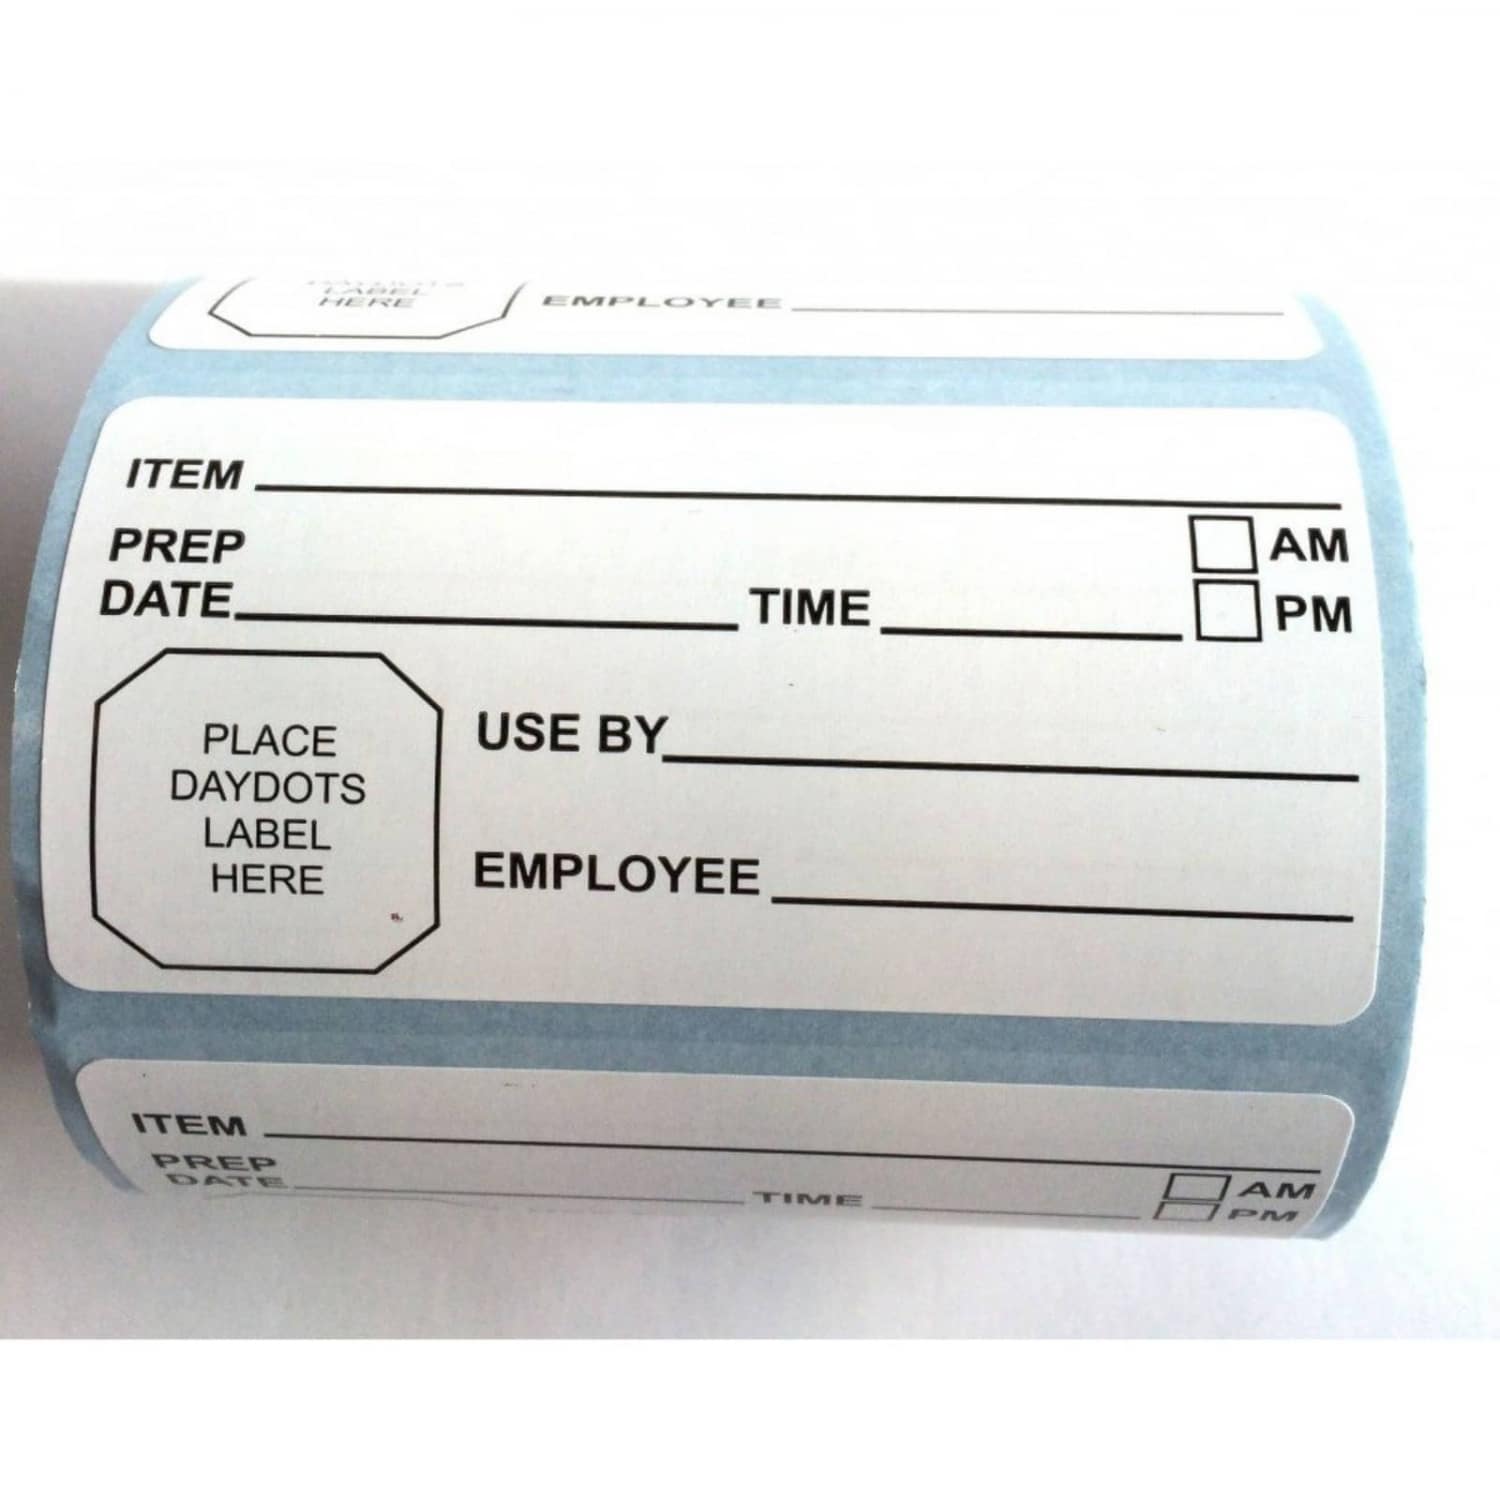 LABEL
HERE
EMPLOYEE
ITEM
AM
PREP
DATE TIME PM
PLACE
DAYDOTS
LABEL
HERE
USE BY
EMPLOYEE
ITEM
PREP
AM
DATE TIME
PM